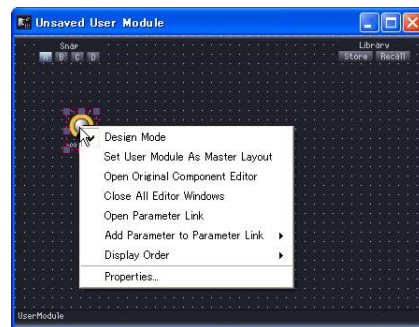 Unsaved User Module
Snap
A B C D
Library
Store Recall
Design Mode
Set User Module As Master Layout
Open Original Component Editor
Close All Editor Windows
Open Parameter Link
Add Parameter to Parameter Link
Display Order
Properties...
UserModule